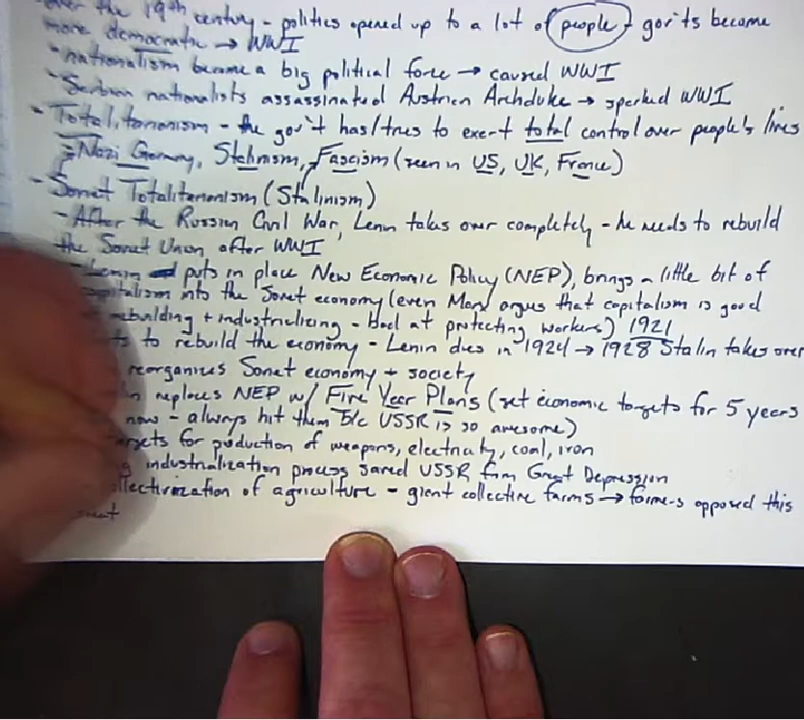 over the 19th century - politics opened up to a lot of people + gov'ts become
more democratic → WWI
- nationalism became a big political force → caused WWI
- Serbian nationalists assassinated Austrian Archduke → sparked WWI
- Totalitarianism - the gov't has/tries to exert total control over people's lives
- Nazi Germany, Stalinism, Fascism (seen in US, UK, France)
- Soviet Totalitarianism (Stalinism)
- After the Russian Civil War, Lenin takes over completely - he needs to rebuild
the Soviet Union after WWI
- Lenin puts in place New Economic Policy (NEP), brings a little bit of
capitalism into the Soviet economy (even Marx argues that capitalism is good
rebuilding + industrializing - bad at protecting workers) 1921
to rebuild the economy - Lenin dies in 1924 → 1928 Stalin takes over
reorganizes Soviet economy + society
replaces NEP w/ Five Year Plans (set economic targets for 5 years
now - always hit them b/c USSR is so awesome)
targets for production of weapons, electricity, coal, iron
industrialization process saved USSR from Great Depression
collectivization of agriculture - giant collective farms → farmers opposed this